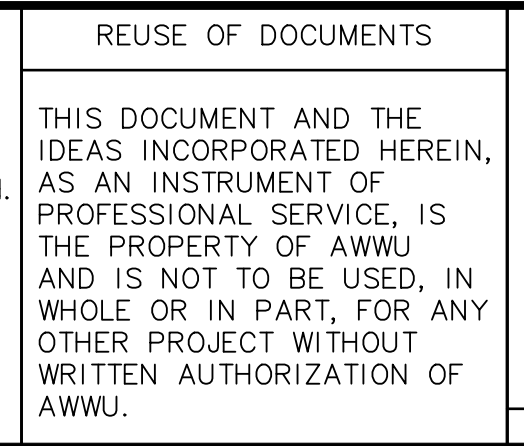 REUSE OF DOCUMENTS
THIS DOCUMENT AND THE
IDEAS INCORPORATED HEREIN,
AS AN INSTRUMENT OF
PROFESSIONAL SERVICE, IS
THE PROPERTY OF AWWU
AND IS NOT TO BE USED, IN
WHOLE OR IN PART, FOR ANY
OTHER PROJECT WITHOUT
WRITTEN AUTHORIZATION OF
AWWU.